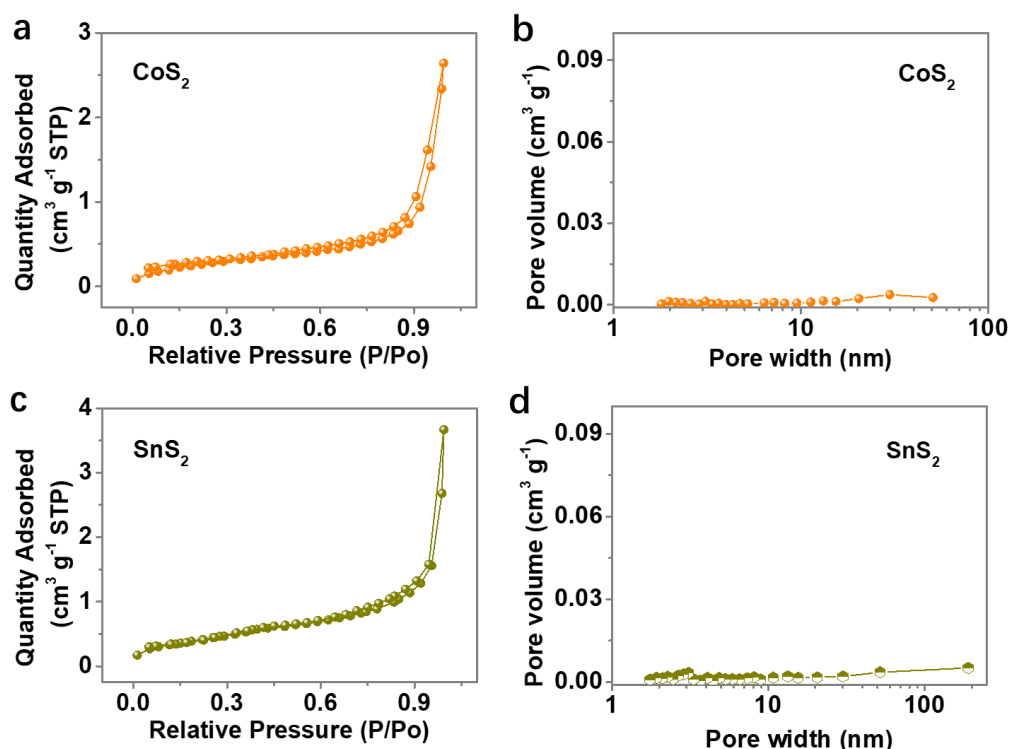 a
Quantity Adsorbed
(cm³ g⁻¹ STP)
3
2
1
0
CoS₂
0.0 0.3 0.6 0.9
Relative Pressure (P/Po)
b
Pore volume (cm³ g⁻¹)
0.09
0.06
0.03
0.00
CoS₂
1 10 100
Pore width (nm)
c
Quantity Adsorbed
(cm³ g⁻¹ STP)
4
3
2
1
0
SnS₂
0.0 0.3 0.6 0.9
Relative Pressure (P/Po)
d
Pore volume (cm³ g⁻¹)
0.09
0.06
0.03
0.00
SnS₂
1 10 100
Pore width (nm)